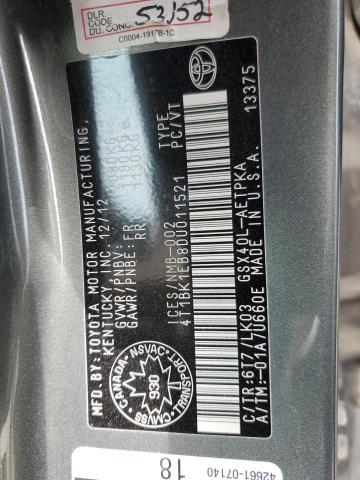 DLR.
DU. CONC. 53152
C0004-1917B-1C
MFD. BY:TOYOTA MOTOR MANUFACTURING,
KENTUCKY, INC. 12/12
GVWR/PNBV:
GAWR/PNBE:FR
RR
ICES/NMB-002
TYPE:
PC/VT
CANADA
NSVAC
TRANSPORT
CMVSS
930
C/TR:6T7/LK03
A/TM:-01A/U660E
GSX40L-AETPKA
MADE IN U.S.A.
13375
42661-07140
18